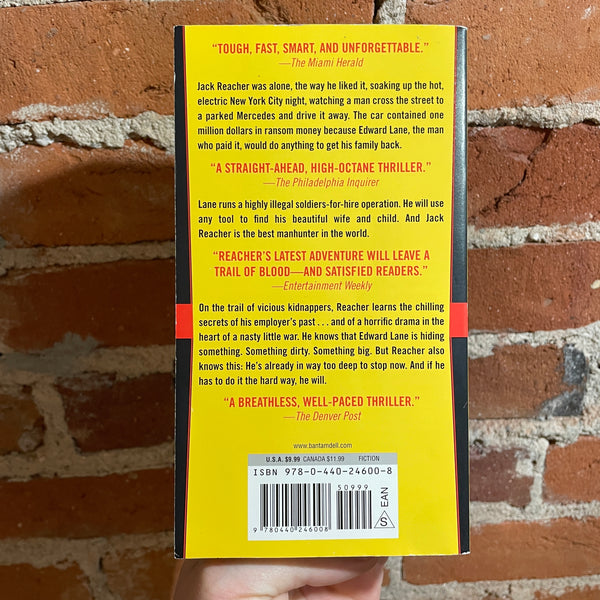 "TOUGH, FAST, SMART, AND UNFORGETTABLE."
—The Miami Herald
Jack Reacher was alone, the way he liked it, soaking up the hot,
electric New York City night, watching a man cross the street to
a parked Mercedes and drive it away. The car contained one
million dollars in ransom money because Edward Lane, the man
who paid it, would do anything to get his family back.
"A STRAIGHT-AHEAD, HIGH-OCTANE THRILLER."
—The Philadelphia Inquirer
Lane runs a highly illegal soldiers-for-hire operation. He will use
any tool to find his beautiful wife and child. And Jack
Reacher is the best manhunter in the world.
"REACHER'S LATEST ADVENTURE WILL LEAVE A
TRAIL OF BLOOD—AND SATISFIED READERS."
—Entertainment Weekly
On the trail of vicious kidnappers, Reacher learns the chilling
secrets of his employer's past . . . and of a horrific drama in the
heart of a nasty little war. He knows that Edward Lane is hiding
something. Something dirty. Something big. But Reacher also
knows this: He's already in way too deep to stop now. And if he
has to do it the hard way, he will.
"A BREATHLESS, WELL-PACED THRILLER."
—The Denver Post
www.bantamdell.com
U.S.A. $9.99 CANADA $11.99 FICTION
ISBN 978-0-440-24600-8
50999
9 780440 246008
S EAN